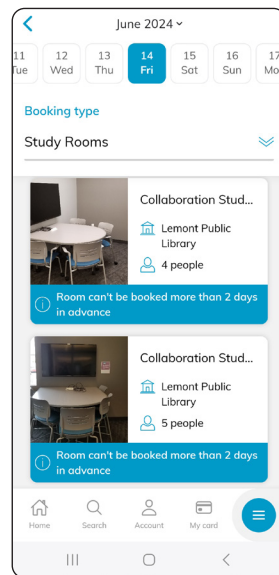 June 2024
11 12 13 14 15 16 17
Tue Wed Thu Fri Sat Sun Mo
Booking type
Study Rooms
Collaboration Stud...
Lemont Public
Library
4 people
Room can't be booked more than 2 days
in advance
Collaboration Stud...
Lemont Public
Library
5 people
Room can't be booked more than 2 days
in advance
Home Search Account My card